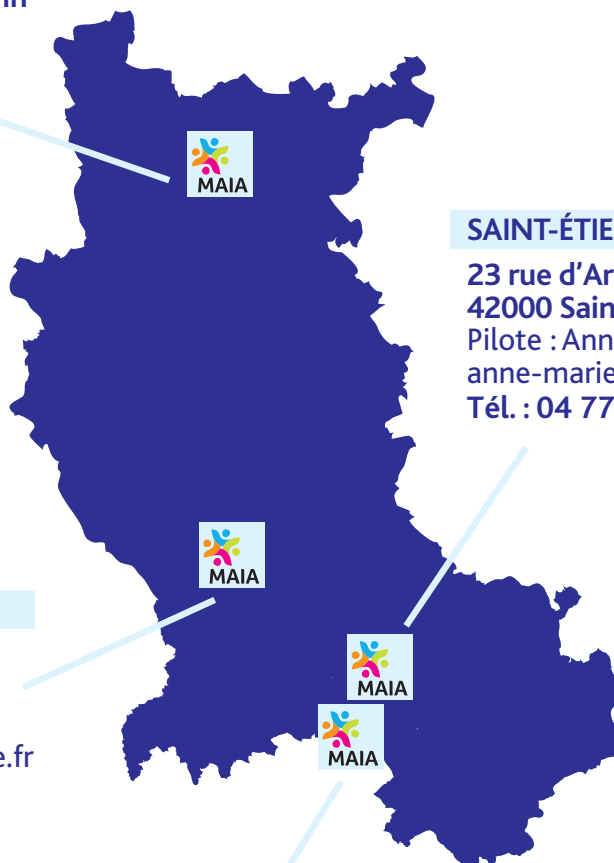 MAIA
SAINT-ÉTIE
23 rue d'Ar
42000 Sain
Pilote : Ann
anne-marie
Tél. : 04 77
MAIA
MAIA
e.fr
MAIA